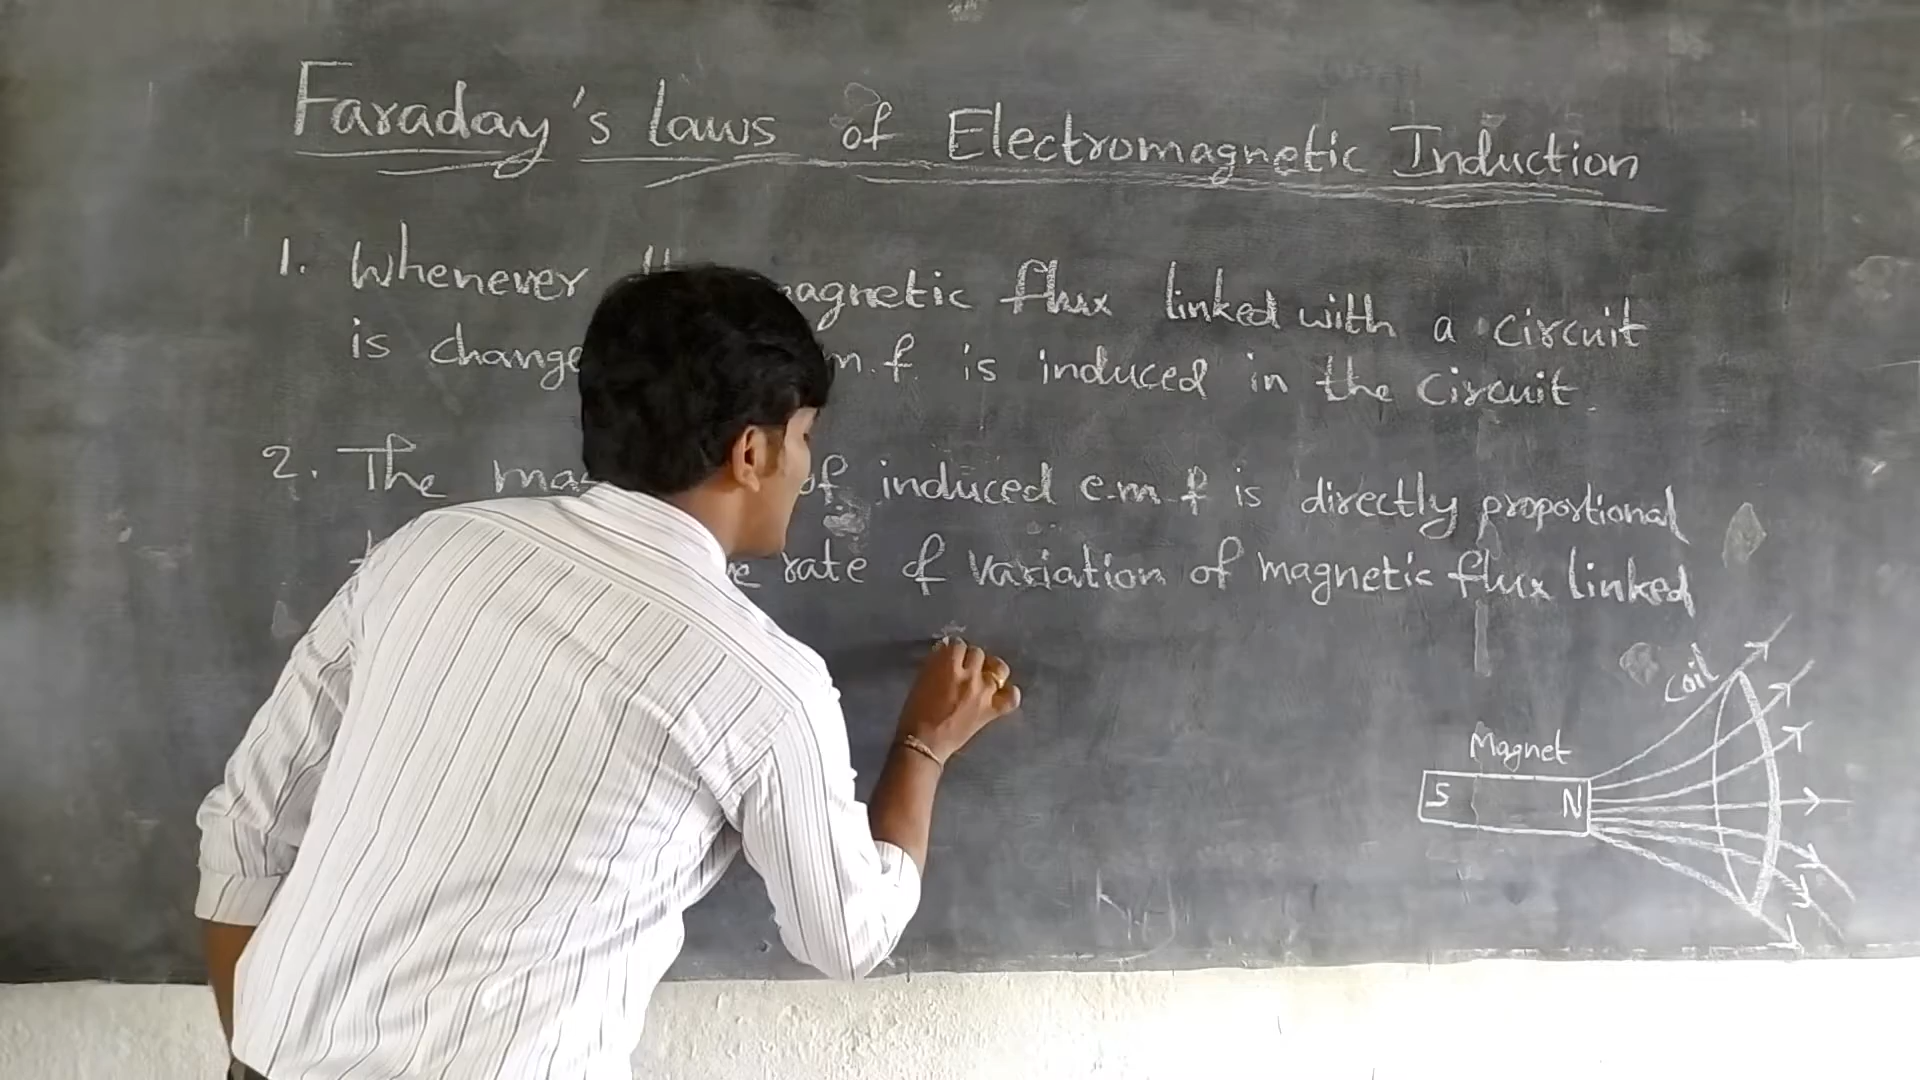 Faraday's Laws of Electromagnetic Induction
1. Whenever magnetic flux linked with a circuit
is m.f is induced in the circuit.
2. The of induced e.m.f is directly proportional
rate of variation of magnetic flux linked
coil
Magnet
S N